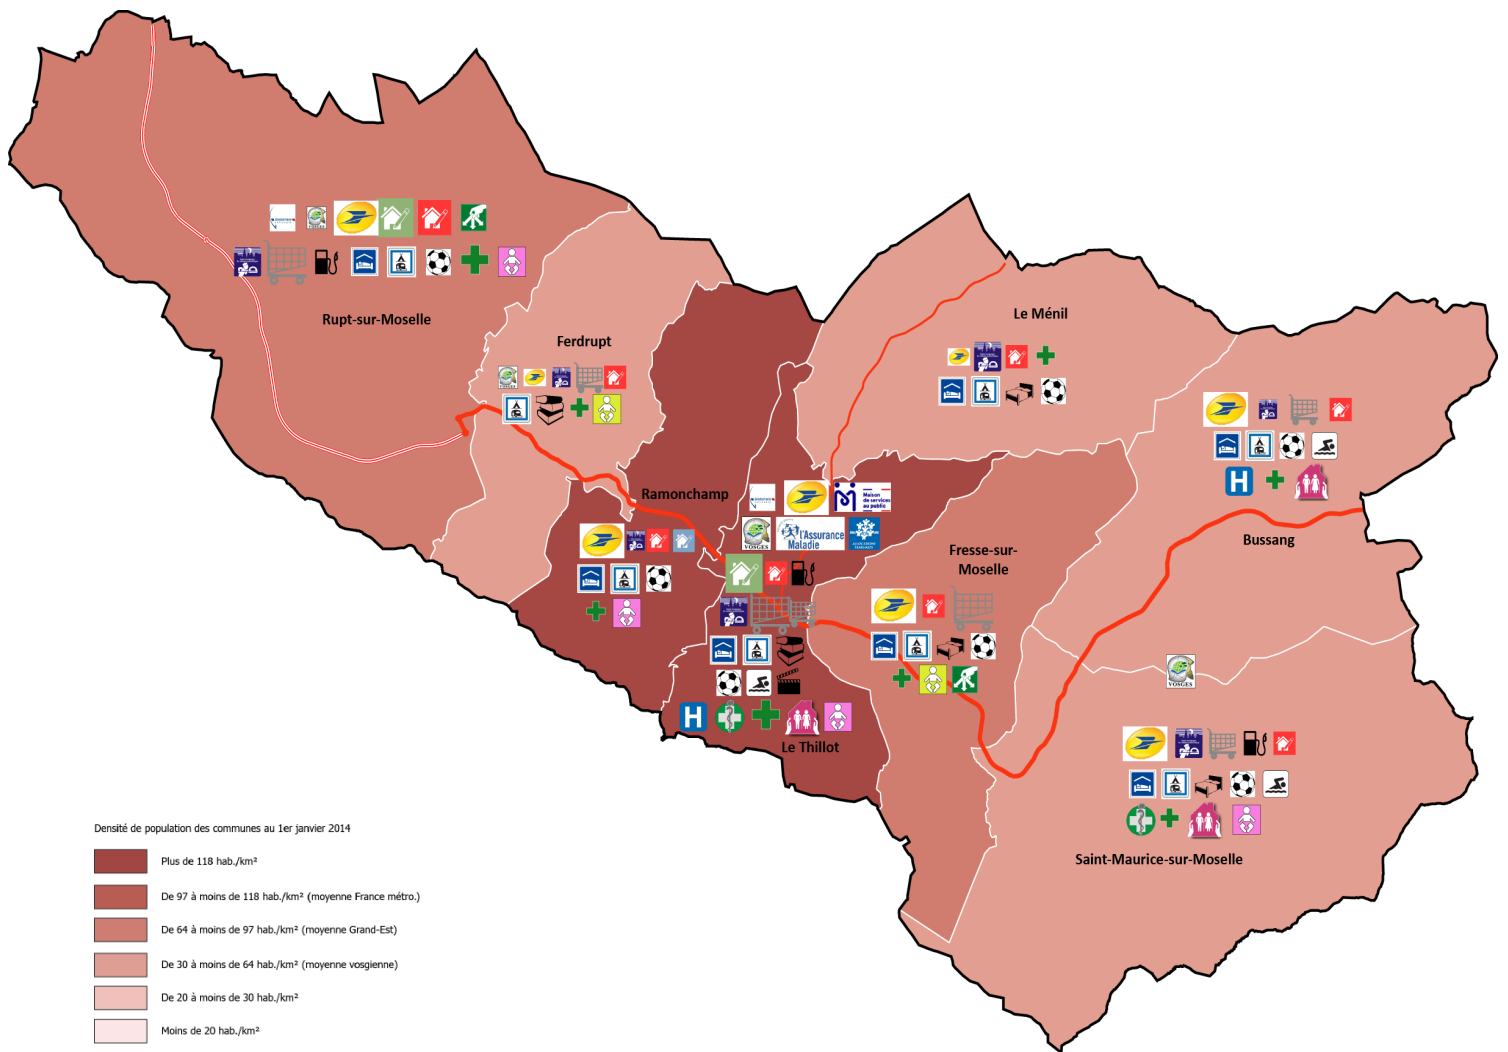 Rupt-sur-Moselle
Ferdrupt
VOSGES
Le Ménil
Ramonchamp
Maison
de services
au public
VOSGES
l'Assurance
Maladie
Fresse-sur-
Moselle
H
Bussang
VOSGES
H
Le Thillot
Saint-Maurice-sur-Moselle
Densité de population des communes au 1er janvier 2014
Plus de 118 hab./km²
De 97 à moins de 118 hab./km² (moyenne France métro.)
De 64 à moins de 97 hab./km² (moyenne Grand-Est)
De 30 à moins de 64 hab./km² (moyenne vosgienne)
De 20 à moins de 30 hab./km²
Moins de 20 hab./km²